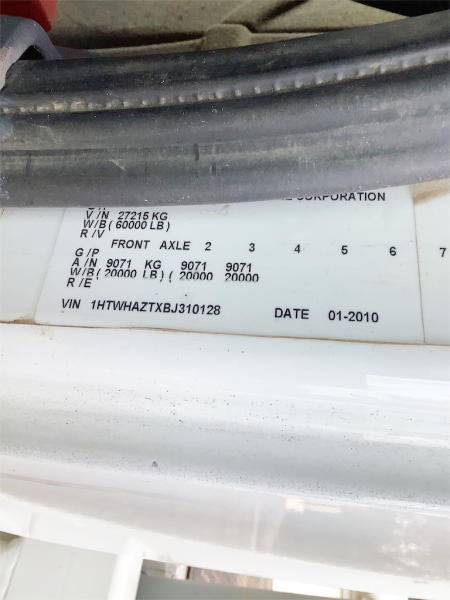 CORPORATION
V/N 27215 KG
W/B ( 60000 LB )
R/V
FRONT AXLE 2 3 4 5 6 7
G/P
A/N 9071 KG 9071 9071
W/B ( 20000 LB ) ( 20000 20000
R/E
VIN 1HTWHAZTXBJ310128 DATE 01-2010